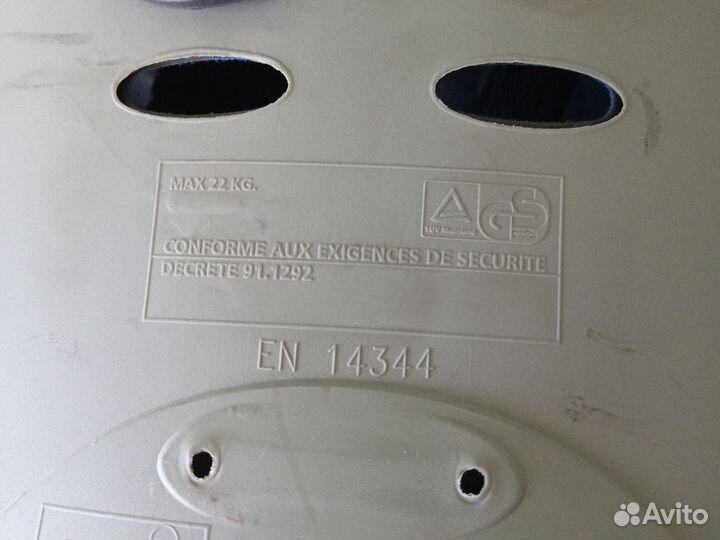 MAX 22 KG.
TÜV Rheinland
GS
CONFORME AUX EXIGENCES DE SECURITE
DECRETE 91.1292
EN 14344
Avito